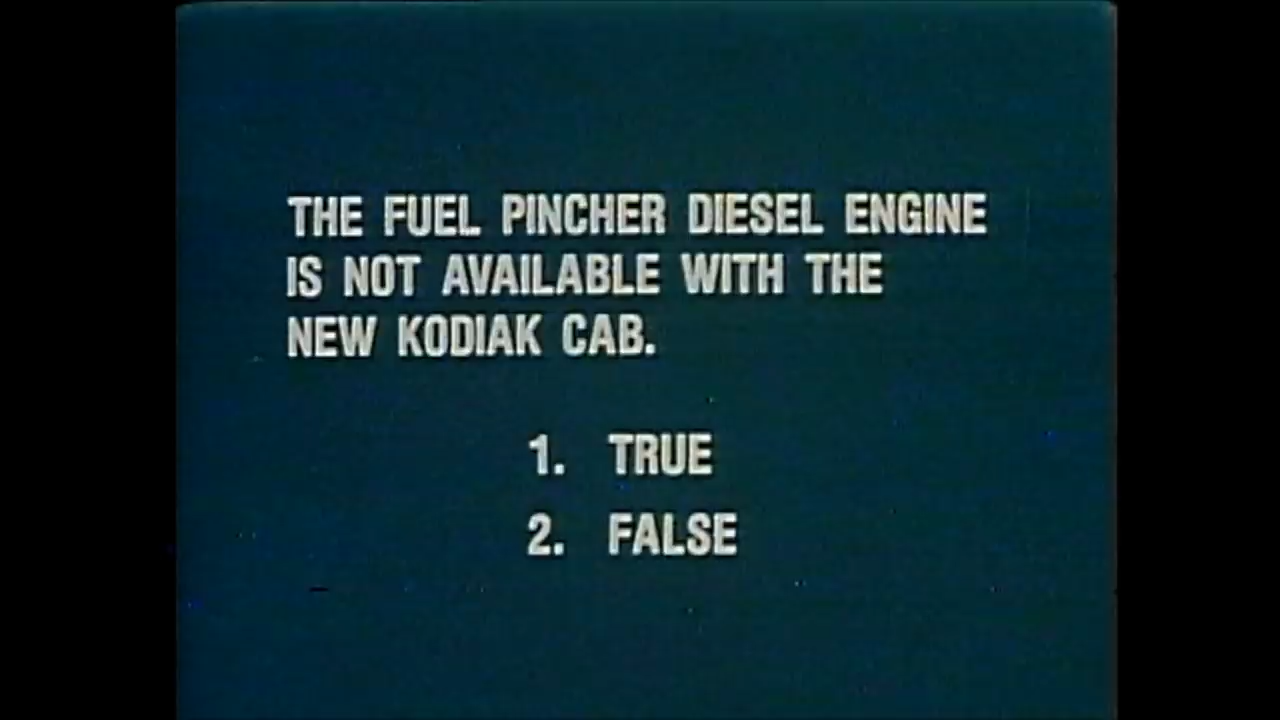 THE FUEL PINCHER DIESEL ENGINE
IS NOT AVAILABLE WITH THE
NEW KODIAK CAB.
1. TRUE
2. FALSE